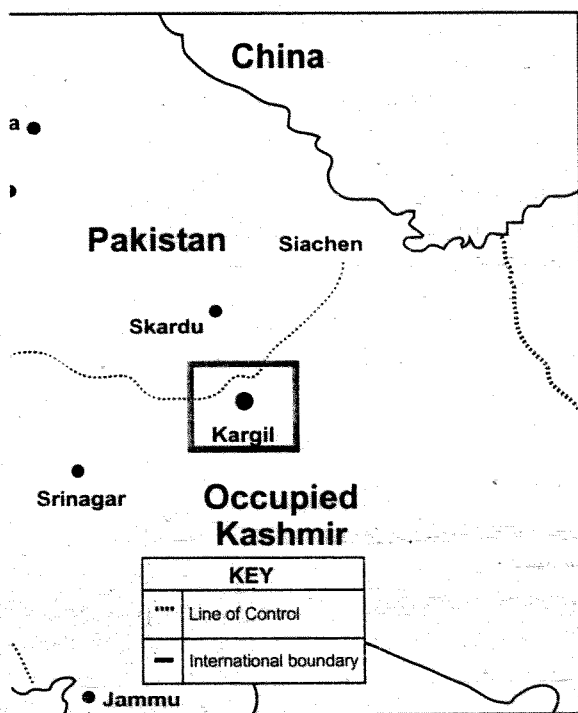 China
a
Pakistan
Siachen
Skardu
Kargil
Srinagar
Occupied
Kashmir
KEY
Line of Control
International boundary
Jammu